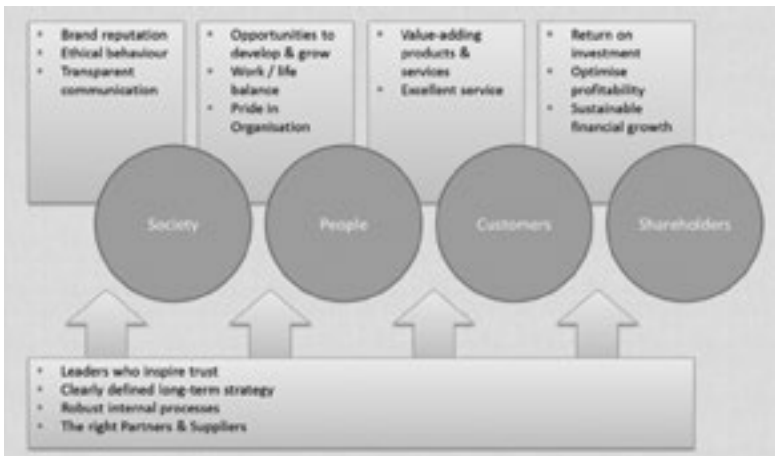 • Brand reputation
• Ethical behaviour
• Transparent
communication
• Opportunities to
develop & grow
• Work / life
balance
• Pride in
Organisation
• Value-adding
products &
services
• Excellent service
• Return on
investment
• Optimise
profitability
• Sustainable
financial growth
Society
People
Customers
Shareholders
• Leaders who inspire trust
• Clearly defined long-term strategy
• Robust internal processes
• The right Partners & Suppliers